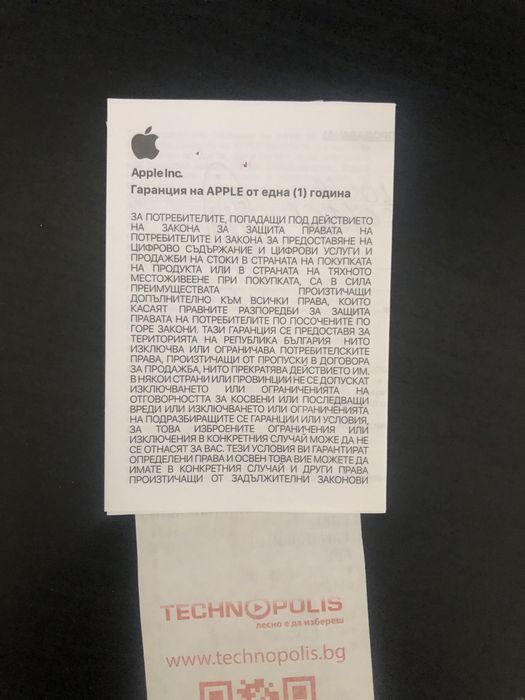 Apple Inc.
Гаранция на APPLE от една (1) година
ЗА ПОТРЕБИТЕЛИТЕ, ПОПАДАЩИ ПОД ДЕЙСТВИЕТО
НА ЗАКОНА ЗА ЗАЩИТА ПРАВАТА НА
ПОТРЕБИТЕЛИТЕ И ЗАКОНА ЗА ПРЕДОСТАВЯНЕ НА
ЦИФРОВО СЪДЪРЖАНИЕ И ЦИФРОВИ УСЛУГИ И
ПРОДАЖБИ НА СТОКИ В СТРАНАТА НА ПОКУПКАТА
НА ПРОДУКТА ИЛИ В СТРАНАТА НА ТЯХНОТО
МЕСТОЖИВЕЕНЕ ПРИ ПОКУПКАТА, СА В СИЛА
ПРЕИМУЩЕСТВАТА ПРОИЗТИЧАЩИ
ДОПЪЛНИТЕЛНО КЪМ ВСИЧКИ ПРАВА, КОИТО
КАСАЯТ ПРАВНИТЕ РАЗПОРЕДБИ ЗА ЗАЩИТА
ПРАВАТА НА ПОТРЕБИТЕЛИТЕ ПО ПОСОЧЕНИТЕ ПО
ГОРЕ ЗАКОНИ. ТАЗИ ГАРАНЦИЯ СЕ ПРЕДОСТАВЯ ЗА
ТЕРИТОРИЯТА НА РЕПУБЛИКА БЪЛГАРИЯ НИТО
ИЗКЛЮЧВА ИЛИ ОГРАНИЧАВА ПОТРЕБИТЕЛСКИТЕ
ПРАВА, ПРОИЗТИЧАЩИ ОТ ПРОПУСКИ В ДОГОВОРА
ЗА ПРОДАЖБА, НИТО ПРЕКРАТЯВА ДЕЙСТВИЕТО ИМ.
В НЯКОИ СТРАНИ ИЛИ ПРОВИНЦИИ НЕ СЕ ДОПУСКАТ
ИЗКЛЮЧВАНЕТО ИЛИ ОГРАНИЧЕНИЯТА НА
ОТГОВОРНОСТТА ЗА КОСВЕНИ ИЛИ ПОСЛЕДВАЩИ
ВРЕДИ ИЛИ ИЗКЛЮЧВАНЕТО ИЛИ ОГРАНИЧЕНИЯТА
НА ПОДРАЗБИРАЩИТЕ СЕ ГАРАНЦИИ ИЛИ УСЛОВИЯ,
ЗА ТОВА ИЗБРОЕНИТЕ ОГРАНИЧЕНИЯ ИЛИ
ИЗКЛЮЧЕНИЯ В КОНКРЕТНИЯ СЛУЧАЙ МОЖЕ ДА НЕ
СЕ ОТНАСЯТ ЗА ВАС. ТЕЗИ УСЛОВИЯ ВИ ГАРАНТИРАТ
ОПРЕДЕЛЕНИ ПРАВА И ОСВЕН ТОВА ВИЕ МОЖЕТЕ ДА
ИМАТЕ В КОНКРЕТНИЯ СЛУЧАЙ И ДРУГИ ПРАВА
ПРОИЗТИЧАЩИ ОТ ЗАДЪЛЖИТЕЛНИ ЗАКОНОВИ
TECHNOPOLIS
лесно е да избереш
www.technopolis.bg